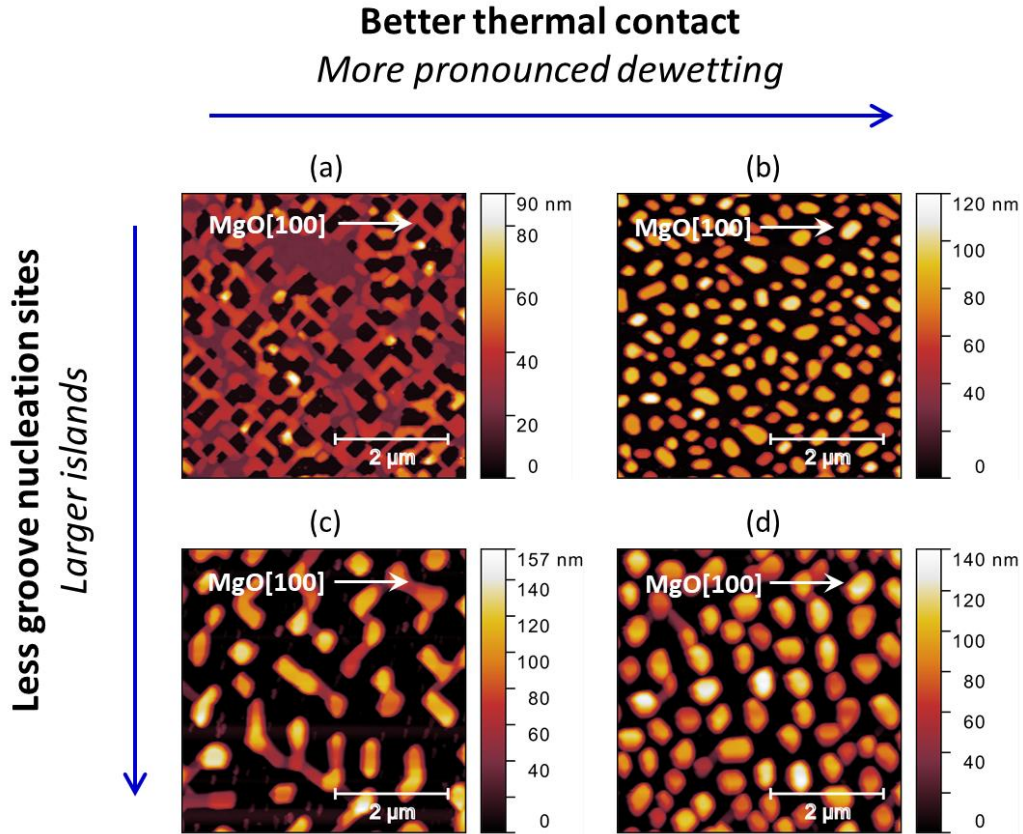 Better thermal contact
More pronounced dewetting
Less groove nucleation sites
Larger islands
(a)
MgO[100]
2 µm
90 nm
80
60
40
20
0
(b)
MgO[100]
2 µm
120 nm
100
80
60
40
20
0
(c)
MgO[100]
2 µm
157 nm
140
120
100
80
60
40
0
(d)
MgO[100]
2 µm
140 nm
120
100
80
60
40
0